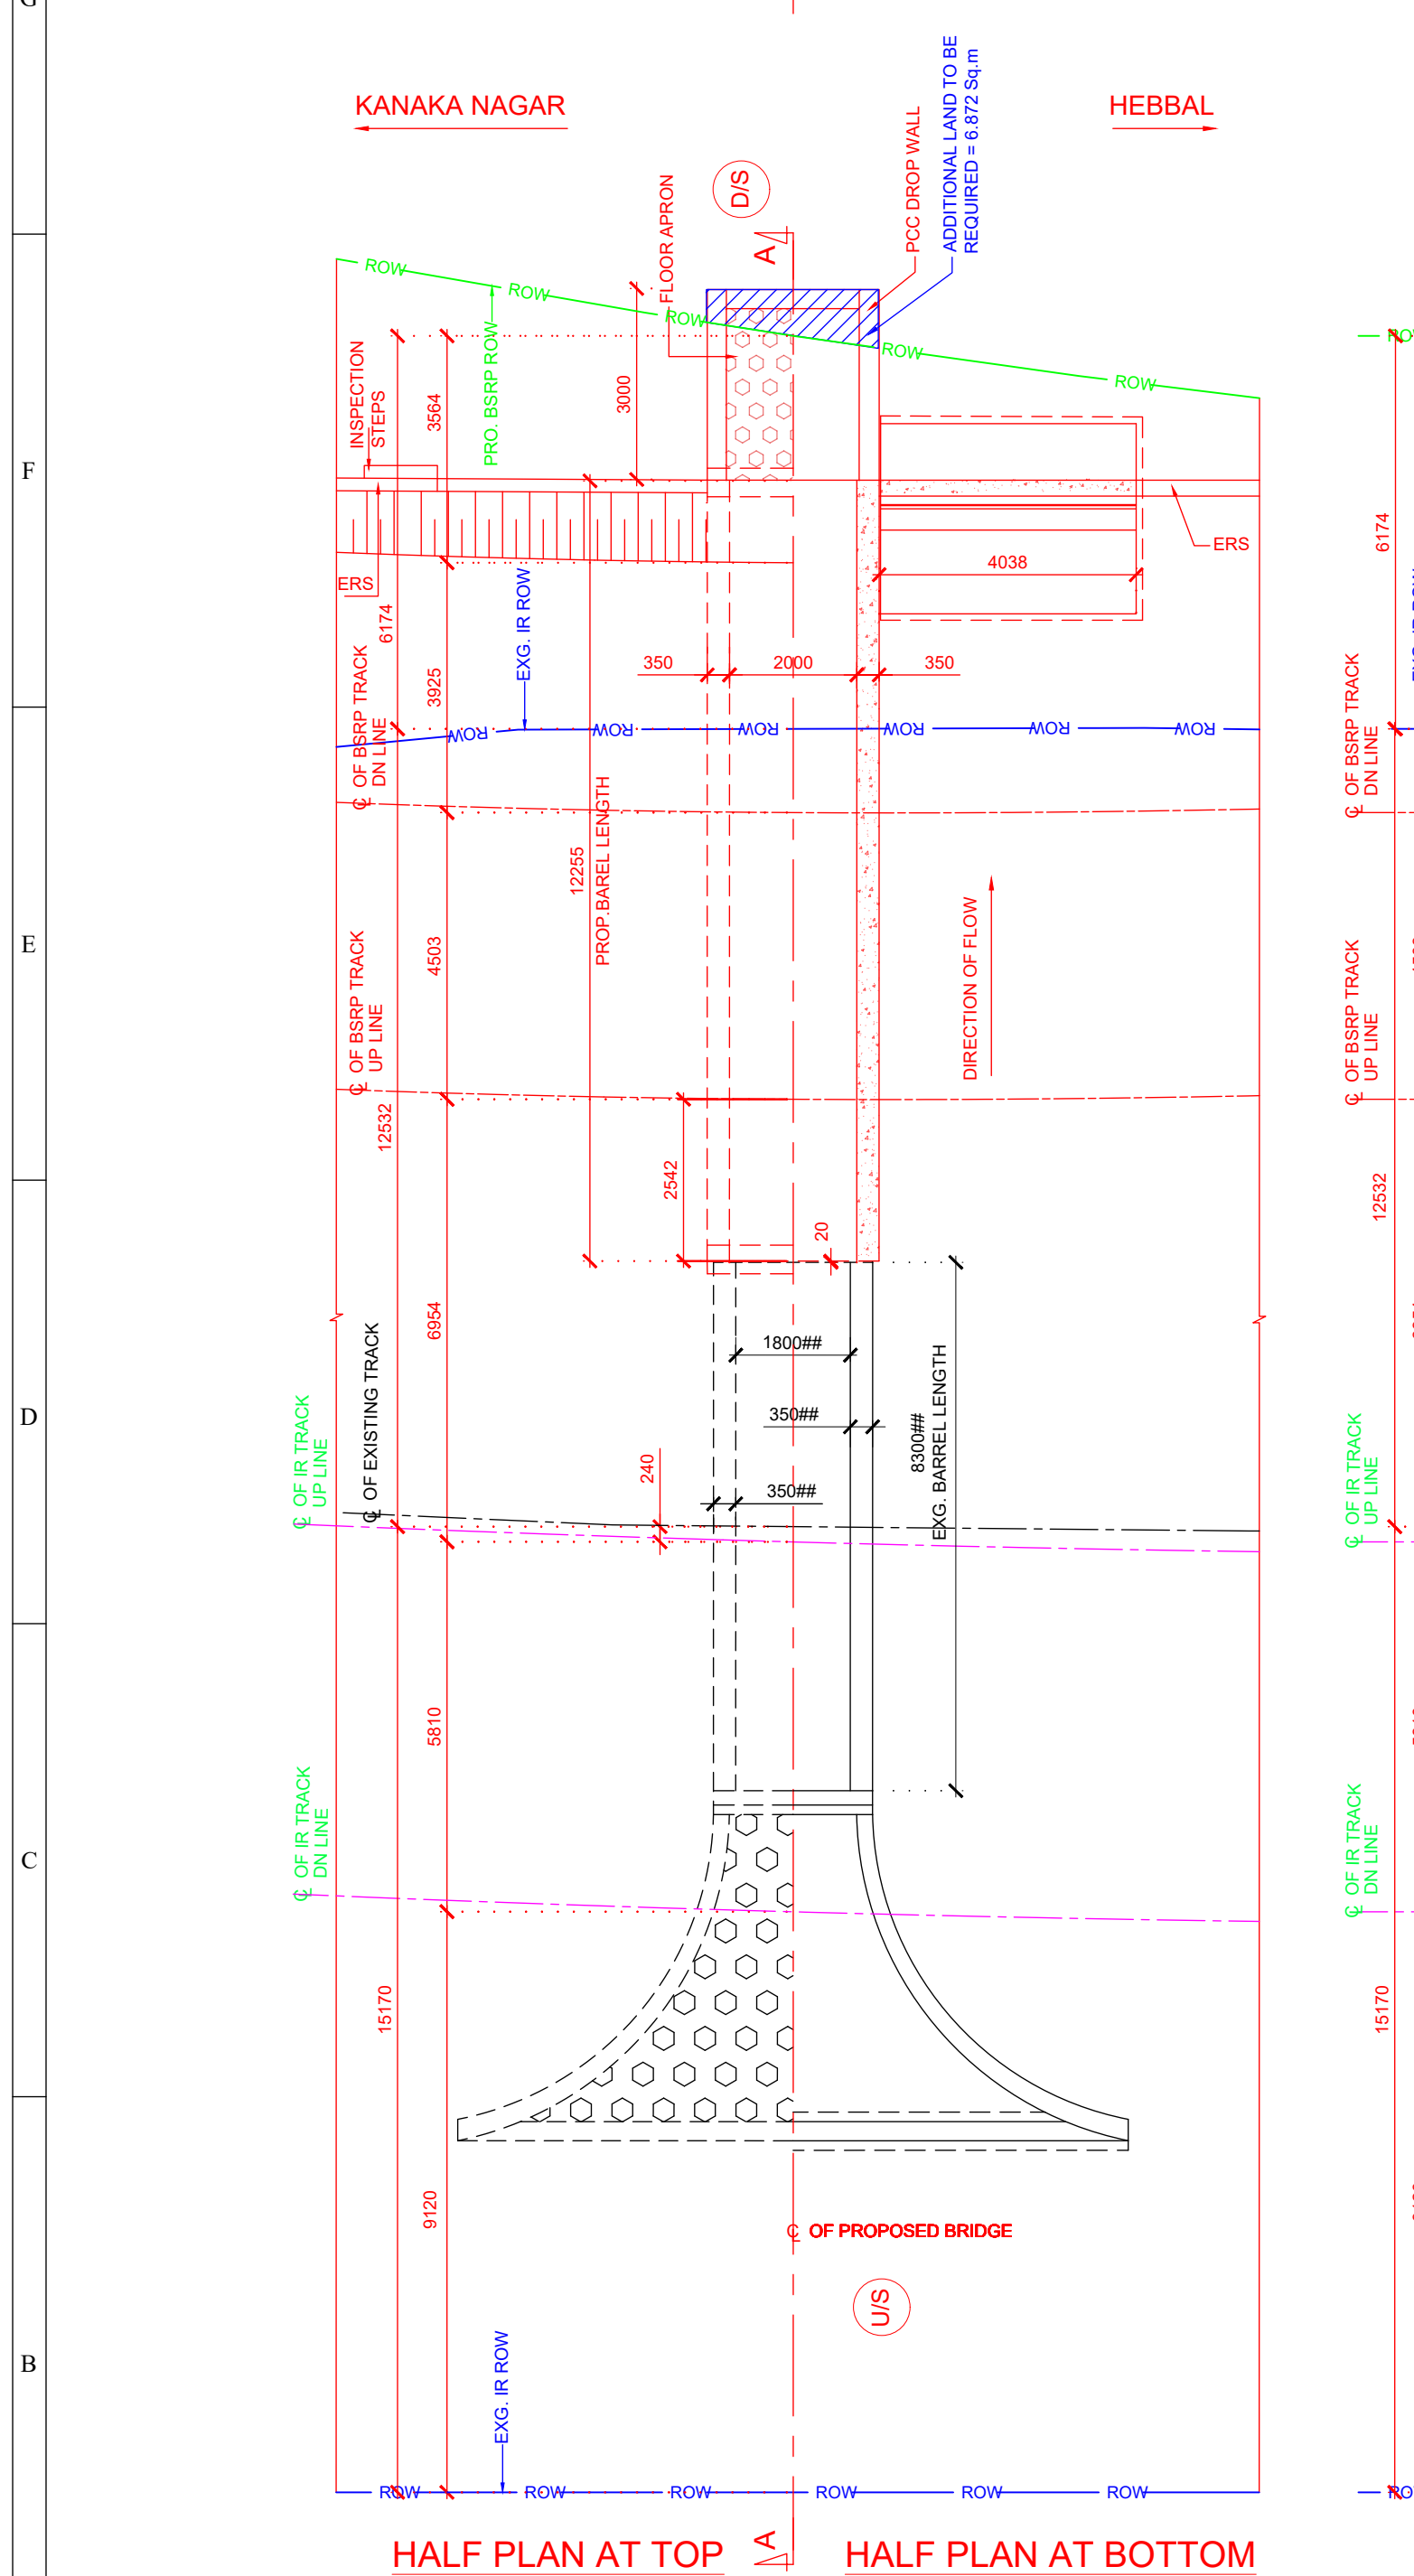 G
KANAKA NAGAR
HEBBAL
D/S
A
FLOOR APRON
PCC DROP WALL
ADDITIONAL LAND TO BE
REQUIRED = 6.872 Sq.m
ROW
ROW
ROW
ROW
ROW
PRO. BSRP ROW
INSPECTION
STEPS
3564
3000
F
ERS
ERS
4038
6174
6174
EXG. IR ROW
3925
350
2000
350
ROW
ROW
ROW
ROW
ROW
ROW
℄ OF BSRP TRACK
DN LINE
℄ OF BSRP TRACK
DN LINE
12255
PROP.BAREL LENGTH
E
4503
DIRECTION OF FLOW
℄ OF BSRP TRACK
UP LINE
℄ OF BSRP TRACK
UP LINE
12532
12532
2542
20
6954
1800##
350##
350##
8300##
EXG. BARREL LENGTH
D
℄ OF EXISTING TRACK
℄ OF IR TRACK
UP LINE
℄ OF IR TRACK
UP LINE
240
5810
℄ OF IR TRACK
DN LINE
℄ OF IR TRACK
DN LINE
C
15170
15170
9120
℄ OF PROPOSED BRIDGE
U/S
B
EXG. IR ROW
ROW
ROW
ROW
ROW
ROW
ROW
HALF PLAN AT TOP
A
HALF PLAN AT BOTTOM